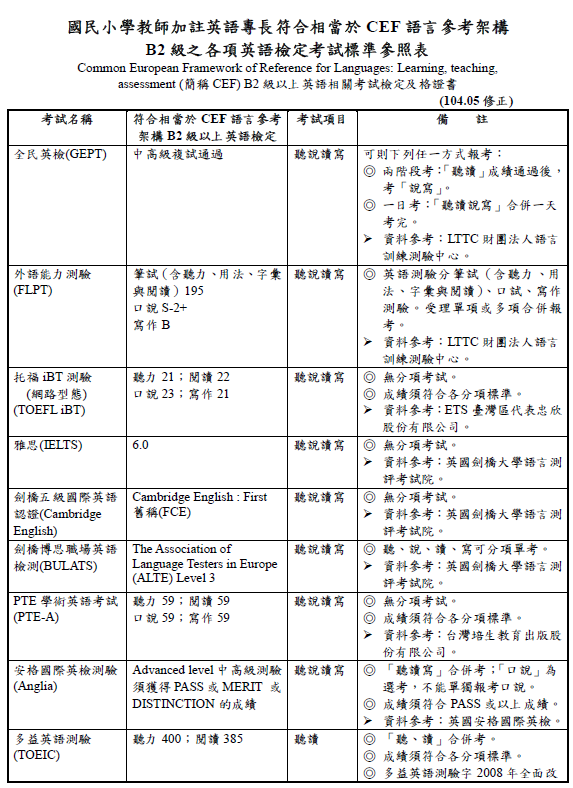 國民小學教師加註英語專長符合相當於 CEF 語言參考架構
B2 級之各項英語檢定考試標準參照表
Common European Framework of Reference for Languages: Learning, teaching,
assessment (簡稱 CEF) B2 級以上英語相關考試檢定及格證書
(104.05 修正)
考試名稱
符合相當於 CEF 語言參考
架構 B2 級以上英語檢定
考試項目
備 註
全民英檢(GEPT)
中高級複試通過
聽說讀寫
可則下列任一方式報考：
◎ 兩階段考：「聽讀」成績通過後，
考「說寫」。
◎ 一日考：「聽讀說寫」合併一天
考完。
➤ 資料參考：LTTC 財團法人語言
訓練測驗中心。
外語能力測驗
(FLPT)
筆試（含聽力、用法、字彙
與閱讀）195
口說 S-2+
寫作 B
聽說讀寫
◎ 英語測驗分筆試（含聽力、用
法、字彙與閱讀）、口試、寫作
測驗。受理單項或多項合併報
考。
➤ 資料參考：LTTC 財團法人語言
訓練測驗中心。
托福 iBT 測驗
(網路型態)
(TOEFL iBT)
聽力 21；閱讀 22
口說 23；寫作 21
聽說讀寫
◎ 無分項考試。
◎ 成績須符合各分項標準。
➤ 資料參考：ETS 臺灣區代表忠欣
股份有限公司。
雅思(IELTS)
6.0
聽說讀寫
◎ 無分項考試。
➤ 資料參考：英國劍橋大學語言測
評考試院。
劍橋五級國際英語
認證(Cambridge
English)
Cambridge English : First
舊稱(FCE)
聽說讀寫
◎ 無分項考試。
➤ 資料參考：英國劍橋大學語言測
評考試院。
劍橋博思職場英語
檢測(BULATS)
The Association of
Language Testers in Europe
(ALTE) Level 3
聽說讀寫
◎ 聽、說、讀、寫可分項單考。
➤ 資料參考：英國劍橋大學語言測
評考試院。
PTE 學術英語考試
(PTE-A)
聽力 59；閱讀 59
口說 59；寫作 59
聽說讀寫
◎ 無分項考試。
◎ 成績須符合各分項標準。
➤ 資料參考：台灣培生教育出版股
份有限公司。
安格國際英檢測驗
(Anglia)
Advanced level 中高級測驗
須獲得 PASS 或 MERIT 或
DISTINCTION 的成績
聽說讀寫
◎ 「聽讀寫」合併考；「口說」為
選考，不能單獨報考口說。
◎ 成績須符合 PASS 或以上成績。
➤ 資料參考：英國安格國際英檢。
多益英語測驗
(TOEIC)
聽力 400；閱讀 385
聽讀
◎ 「聽、讀」合併考。
◎ 成績須符合各分項標準。
◎ 多益英語測驗字 2008 年全面改